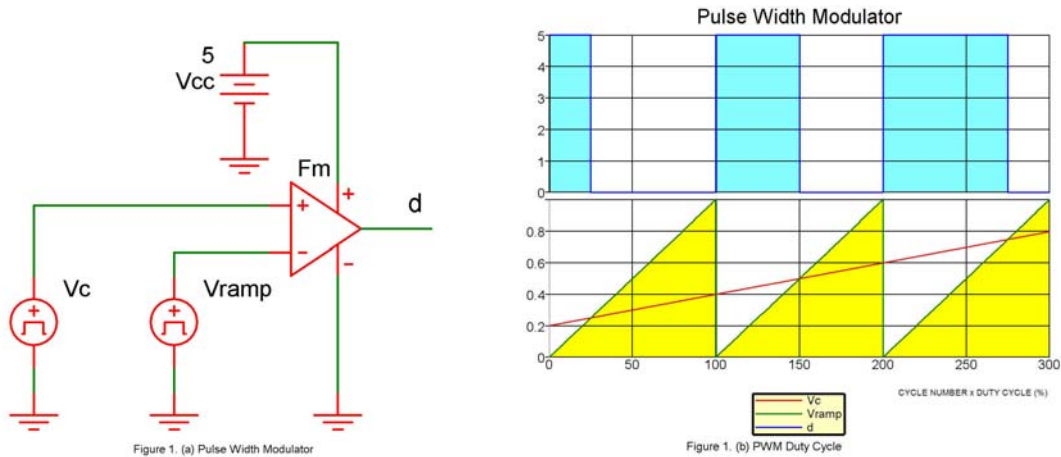 5
Vcc
Fm
+
d
+
−
−
Vc
+
Vramp
+
Figure 1. (a) Pulse Width Modulator
Pulse Width Modulator
5
4
3
2
1
0
0.8
0.6
0.4
0.2
0
0 50 100 150 200 250 300
CYCLE NUMBER x DUTY CYCLE (%)
Vc
Vramp
d
Figure 1. (b) PWM Duty Cycle